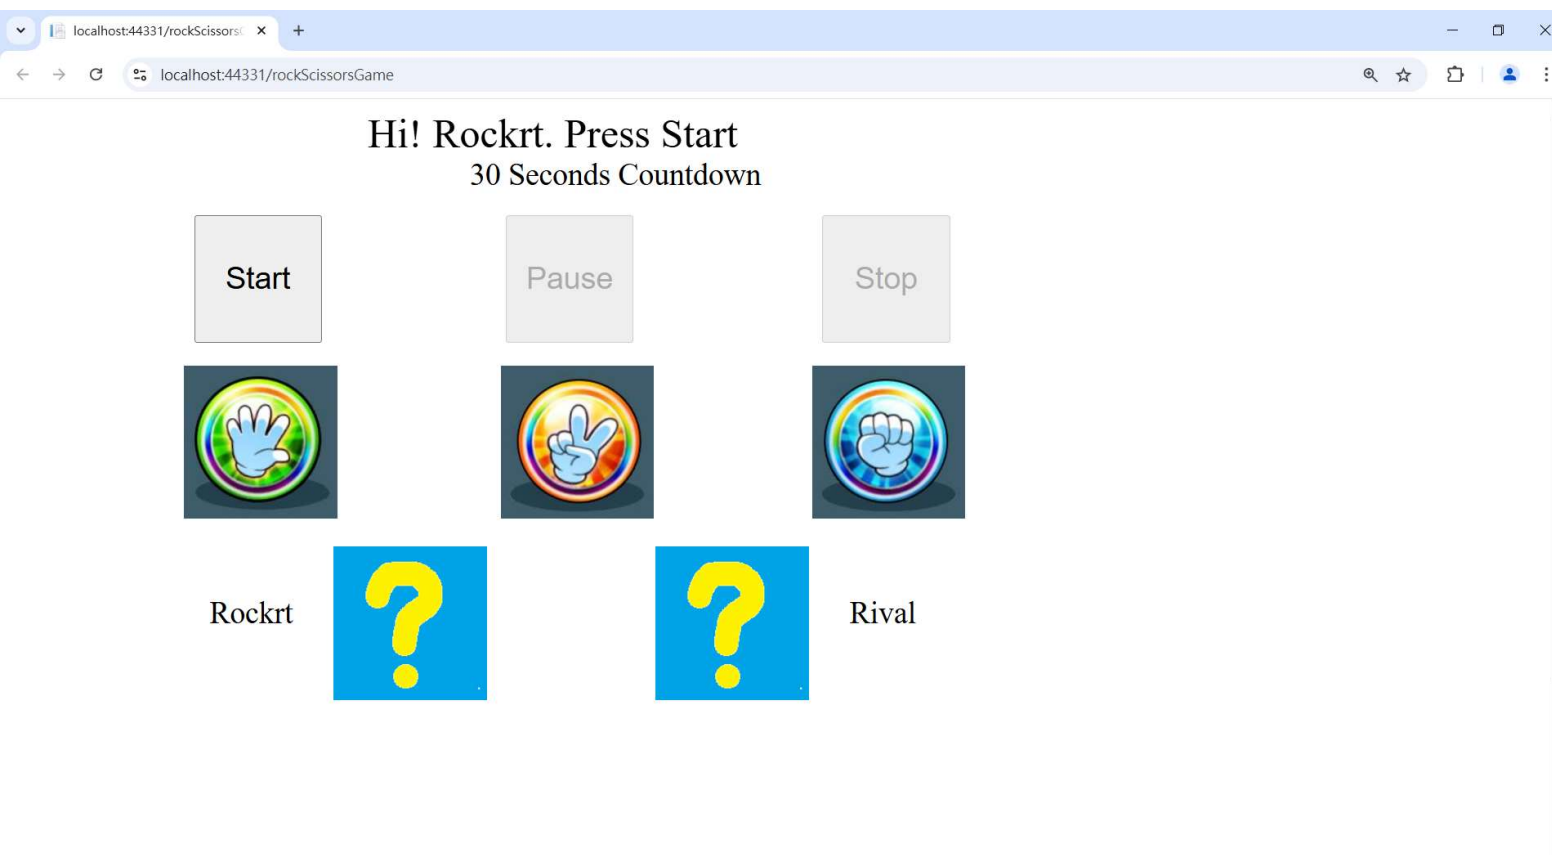 localhost:44331/rockScissors
localhost:44331/rockScissorsGame
Hi! Rockrt. Press Start
30 Seconds Countdown
Start Pause Stop
Rockrt Rival